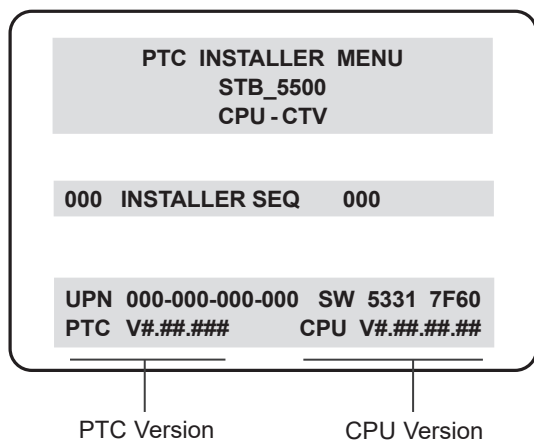 PTC INSTALLER MENU
STB_5500
CPU - CTV
000 INSTALLER SEQ 000
UPN 000-000-000-000 SW 5331 7F60
PTC V#.##.### CPU V#.##.##.##
PTC Version CPU Version